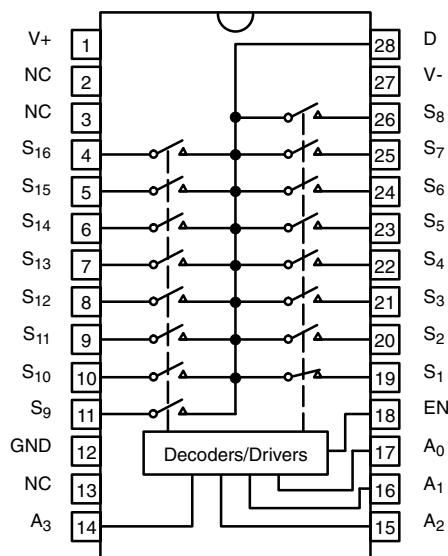 V+ 1 28 D
NC 2 27 V-
NC 3 26 S8
S16 4 25 S7
S15 5 24 S6
S14 6 23 S5
S13 7 22 S4
S12 8 21 S3
S11 9 20 S2
S10 10 19 S1
S9 11 18 EN
GND 12 Decoders/Drivers 17 A0
NC 13 16 A1
A3 14 15 A2